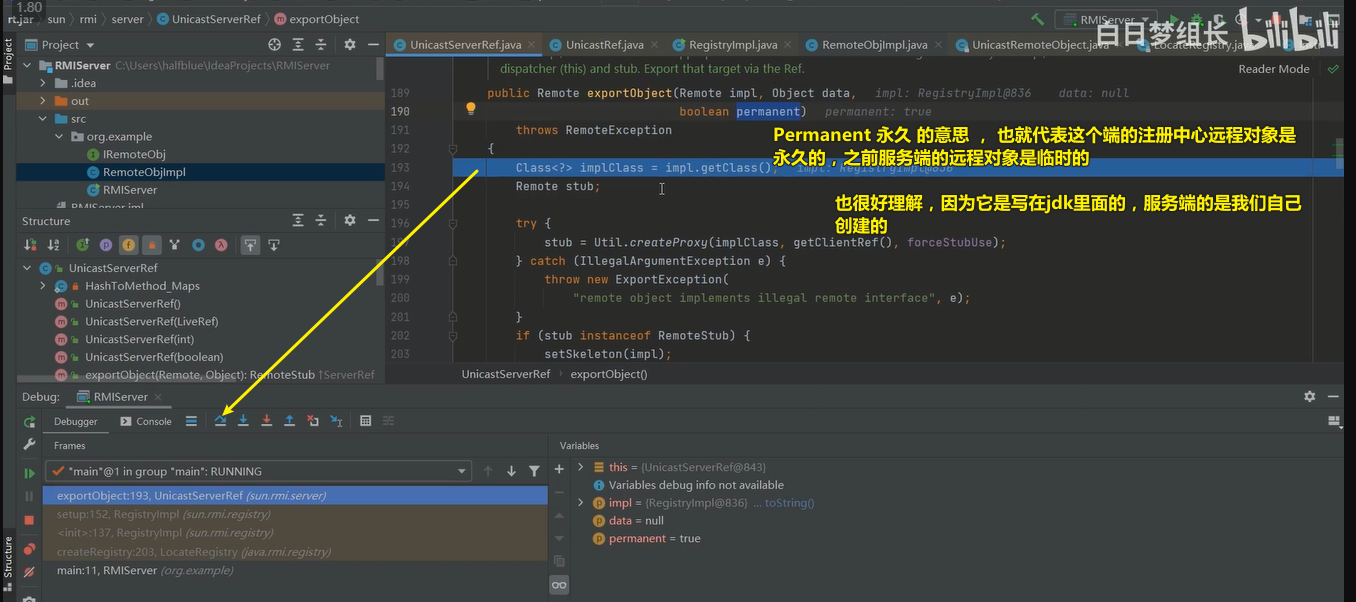 1.80
rt.jar › sun › rmi › server › UnicastServerRef › exportObject
RMIServer
白日梦组长 bilibili
Project
UnicastServerRef.java
UnicastRef.java
RegistryImpl.java
RemoteObjImpl.java
UnicastRemoteObject.java
LocateRegistry.java
RMIServer C:\Users\halfblue\IdeaProjects\RMIServer
.idea
out
src
org.example
IRemoteObj
RemoteObjImpl
RMIServer
RMIServer.iml
Structure
UnicastServerRef
HashToMethod_Maps
UnicastServerRef()
UnicastServerRef(LiveRef)
UnicastServerRef(int)
UnicastServerRef(boolean)
exportObject(Remote, Object): RemoteStub ↑ServerRef
Project
Structure
dispatcher (this) and stub. Export that target via the Ref.
Reader Mode
189 public Remote exportObject(Remote impl, Object data, impl: RegistryImpl@836 data: null
190 boolean permanent) permanent: true
191 throws RemoteException
192 {
193 Class<?> implClass = impl.getClass(); impl: RegistryImpl@836
194 Remote stub;
195
196 try {
197 stub = Util.createProxy(implClass, getClientRef(), forceStubUse);
198 } catch (IllegalArgumentException e) {
199 throw new ExportException(
200 "remote object implements illegal remote interface", e);
201 }
202 if (stub instanceof RemoteStub) {
203 setSkeleton(impl);
Permanent 永久 的意思 ，也就代表这个端的注册中心远程对象是
永久的，之前服务端的远程对象是临时的
也很好理解，因为它是写在jdk里面的，服务端的是我们自己
创建的
UnicastServerRef › exportObject()
Debug: RMIServer
Debugger Console
Frames
"main"@1 in group "main": RUNNING
exportObject:193, UnicastServerRef (sun.rmi.server)
setup:152, RegistryImpl (sun.rmi.registry)
<init>:137, RegistryImpl (sun.rmi.registry)
createRegistry:203, LocateRegistry (java.rmi.registry)
main:11, RMIServer (org.example)
Variables
this = {UnicastServerRef@843}
Variables debug info not available
impl = {RegistryImpl@836} ... toString()
data = null
permanent = true